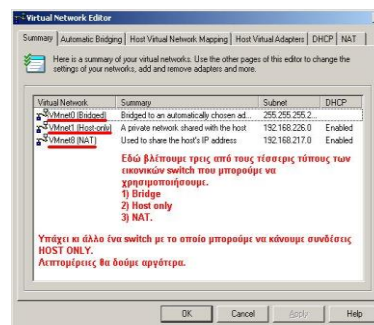 Virtual Network Editor
Summary | Automatic Bridging | Host Virtual Network Mapping | Host Virtual Adapters | DHCP | NAT
Here is a summary of your virtual networks. Use the other pages of this editor to change the
settings of your networks, add and remove adapters and more.
Virtual Network Summary Subnet DHCP
VMnet0 (Bridged) Bridged to an automatically chosen ad... 255.255.255.2...
VMnet1 (Host-only) A private network shared with the host 192.168.226.0 Enabled
VMnet8 (NAT) Used to share the host's IP address 192.168.217.0 Enabled
Εδώ βλέπουμε τρεις από τους τέσσερις τύπους των
εικονικών switch που μπορούμε να
χρησιμοποιήσουμε.
1) Bridge
2) Host only
3) NAT.
Υπάχει κι άλλο ένα switch με το οποίο μπορούμε να κάνουμε συνδέσεις
HOST ONLY.
Λεπτομέρειες θα δούμε αργότερα.
OK Cancel Apply Help